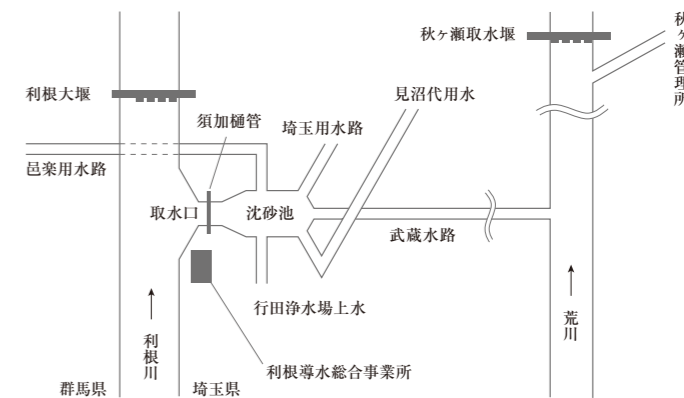 秋ヶ瀬取水堰
秋ヶ瀬管理所
利根大堰
見沼代用水
須加樋管
埼玉用水路
邑楽用水路
取水口
沈砂池
武蔵水路
行田浄水場上水
荒川
利根川
利根導水総合事業所
群馬県
埼玉県